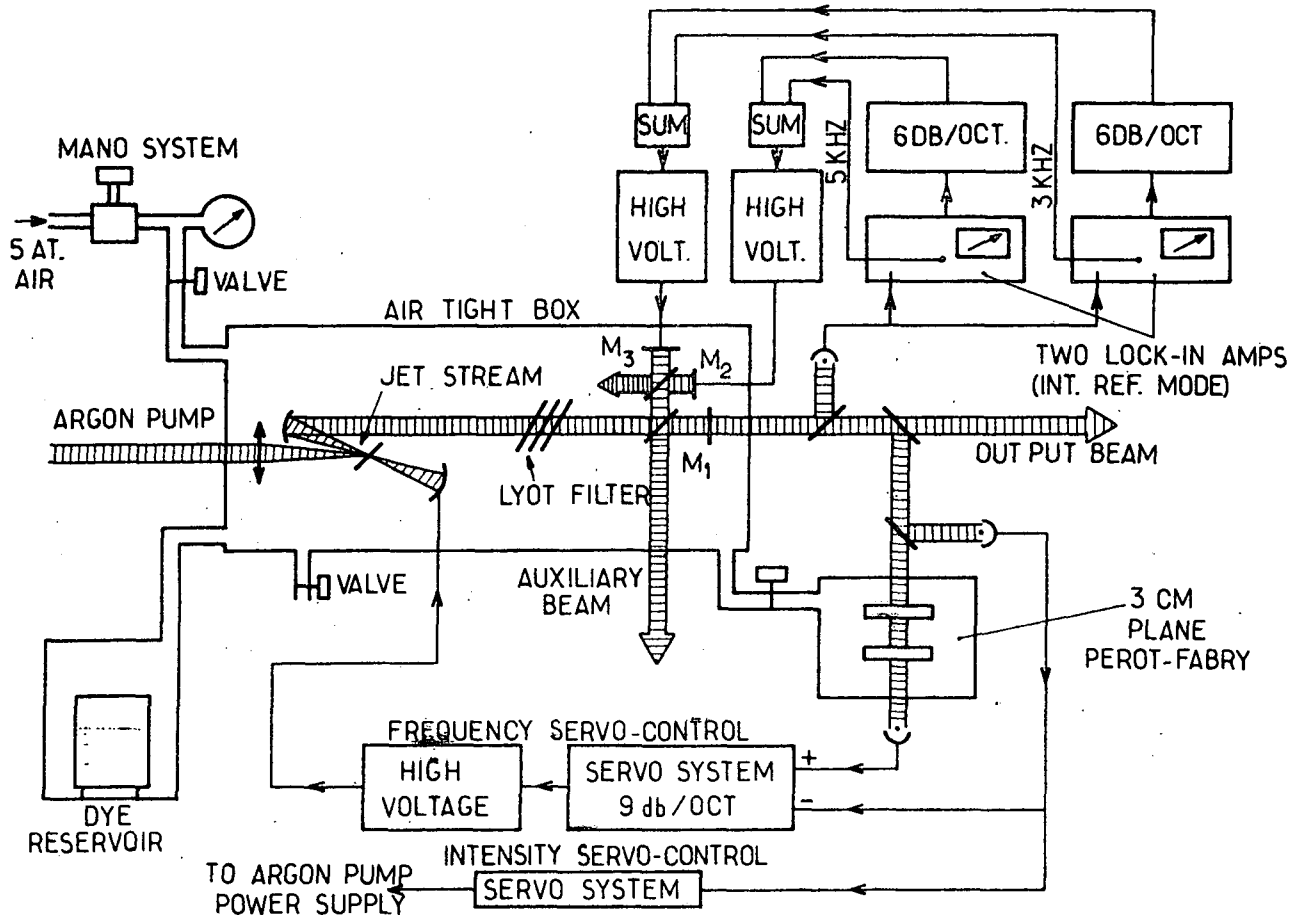 SUM
SUM
5 KHZ
6DB/OCT.
3 KHZ
6DB/OCT
MANO SYSTEM
5 AT.
AIR
VALVE
HIGH
VOLT.
HIGH
VOLT.
AIR TIGHT BOX
TWO LOCK-IN AMPS
(INT. REF. MODE)
M3
M2
JET STREAM
ARGON PUMP
M1
OUTPUT BEAM
LYOT FILTER
VALVE
AUXILIARY
BEAM
3 CM
PLANE
PEROT-FABRY
FREQUENCY SERVO-CONTROL
HIGH
VOLTAGE
SERVO SYSTEM
9 db/OCT
+
-
DYE
RESERVOIR
INTENSITY SERVO-CONTROL
TO ARGON PUMP
POWER SUPPLY
SERVO SYSTEM